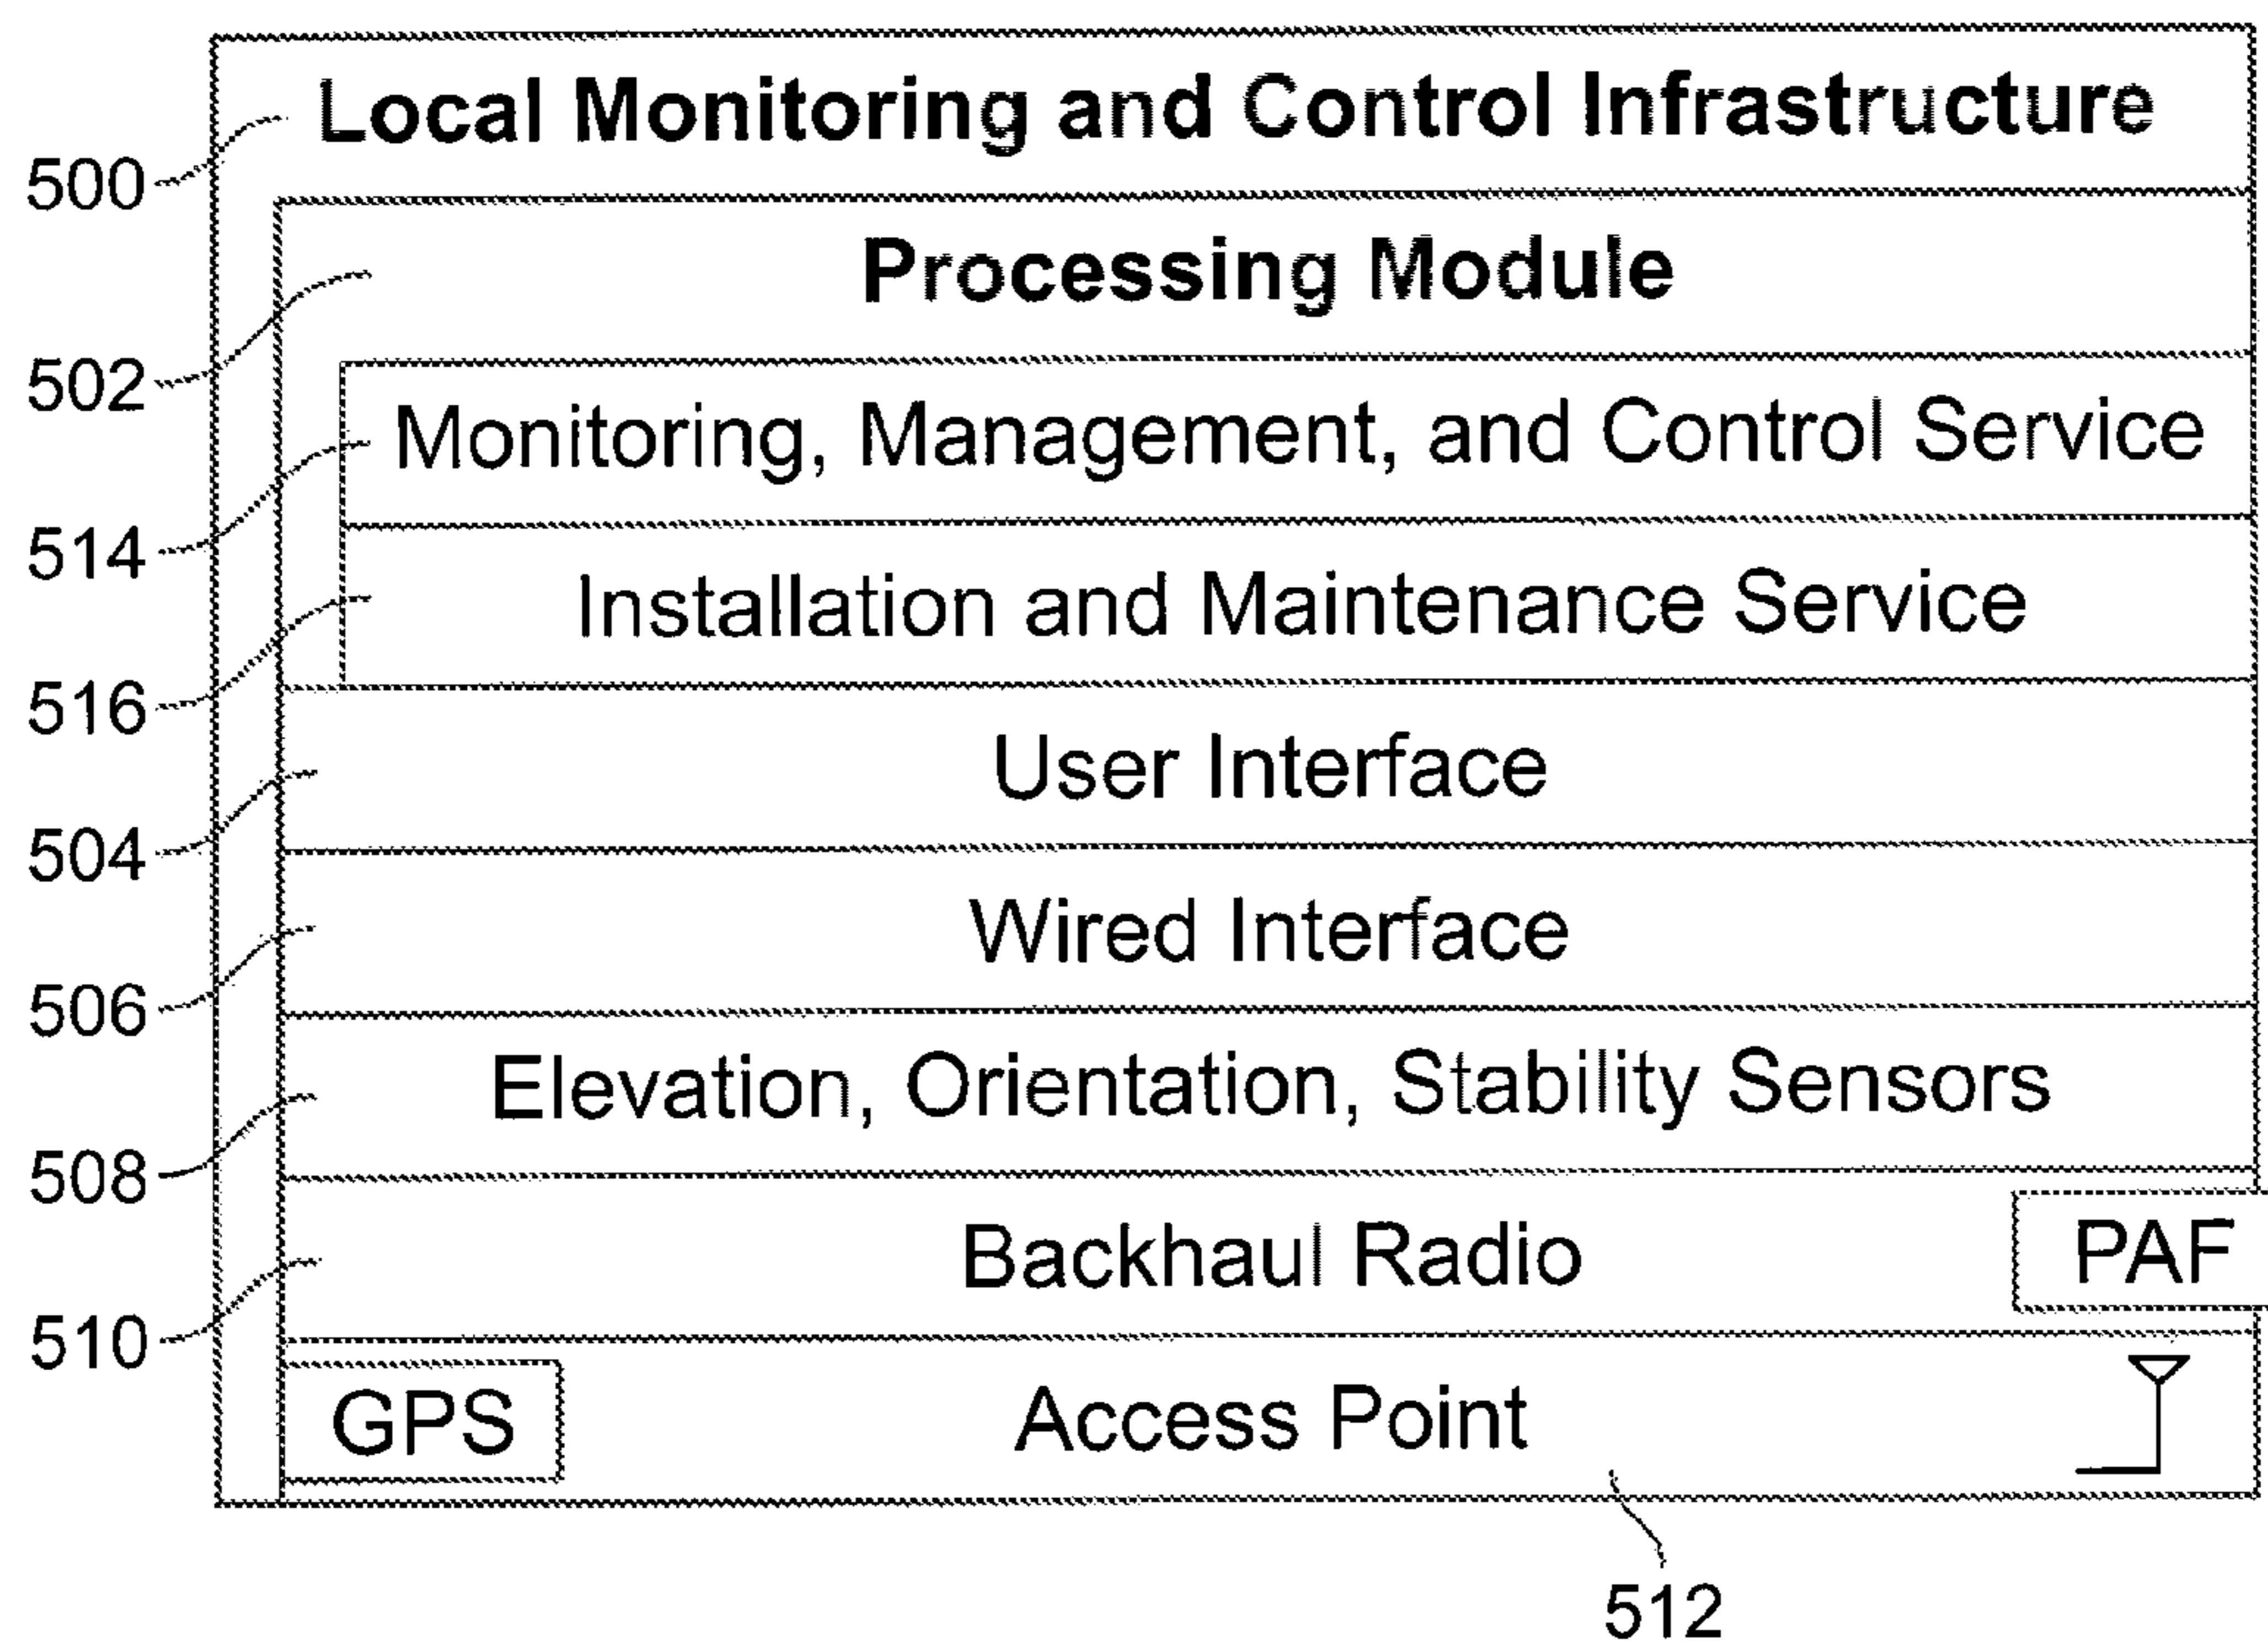 Local Monitoring and Control Infrastructure
500
Processing Module
502
Monitoring, Management, and Control Service
514
Installation and Maintenance Service
516
User Interface
504
Wired Interface
506
Elevation, Orientation, Stability Sensors
508
Backhaul Radio PAF
510
GPS Access Point
512